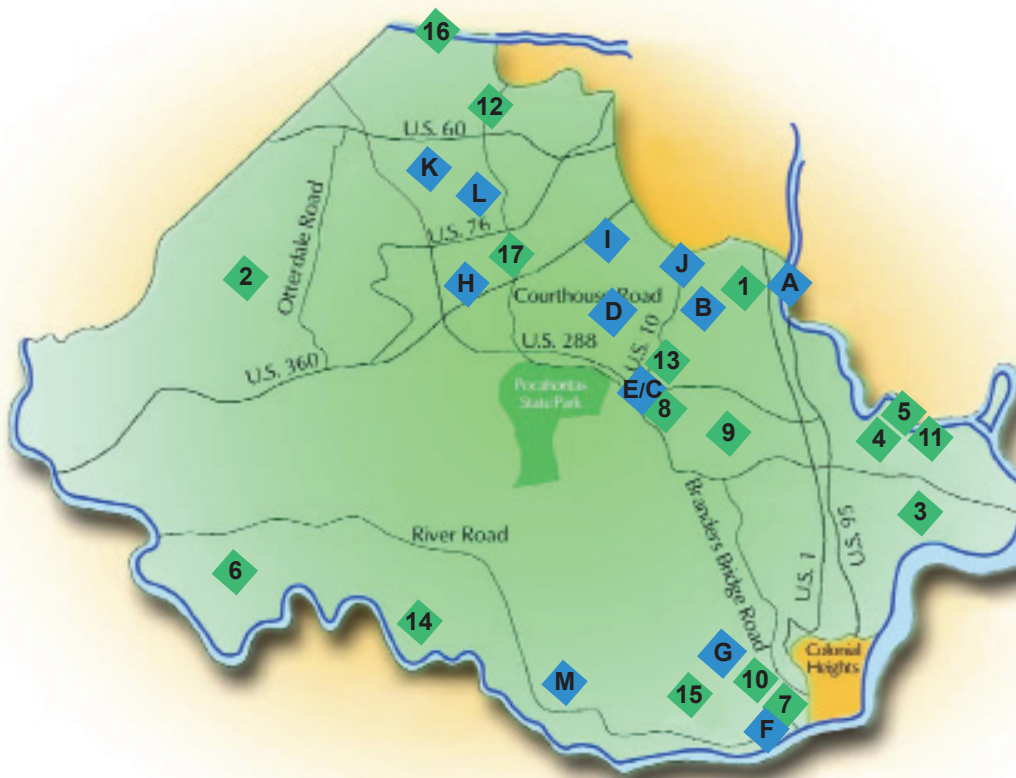 16
12
U.S. 60
K
L
Otterdale Road
U.S. 76
I
17
J
2
H
1
A
Courthouse Road
B
D
U.S. 10
U.S. 288
13
U.S. 360
Pocahontas
State Park
E/C
8
5
9
4
11
3
Branders Bridge Road
U.S. 95
River Road
6
U.S. 1
14
G
Colonial
Heights
M
10
15
7
F